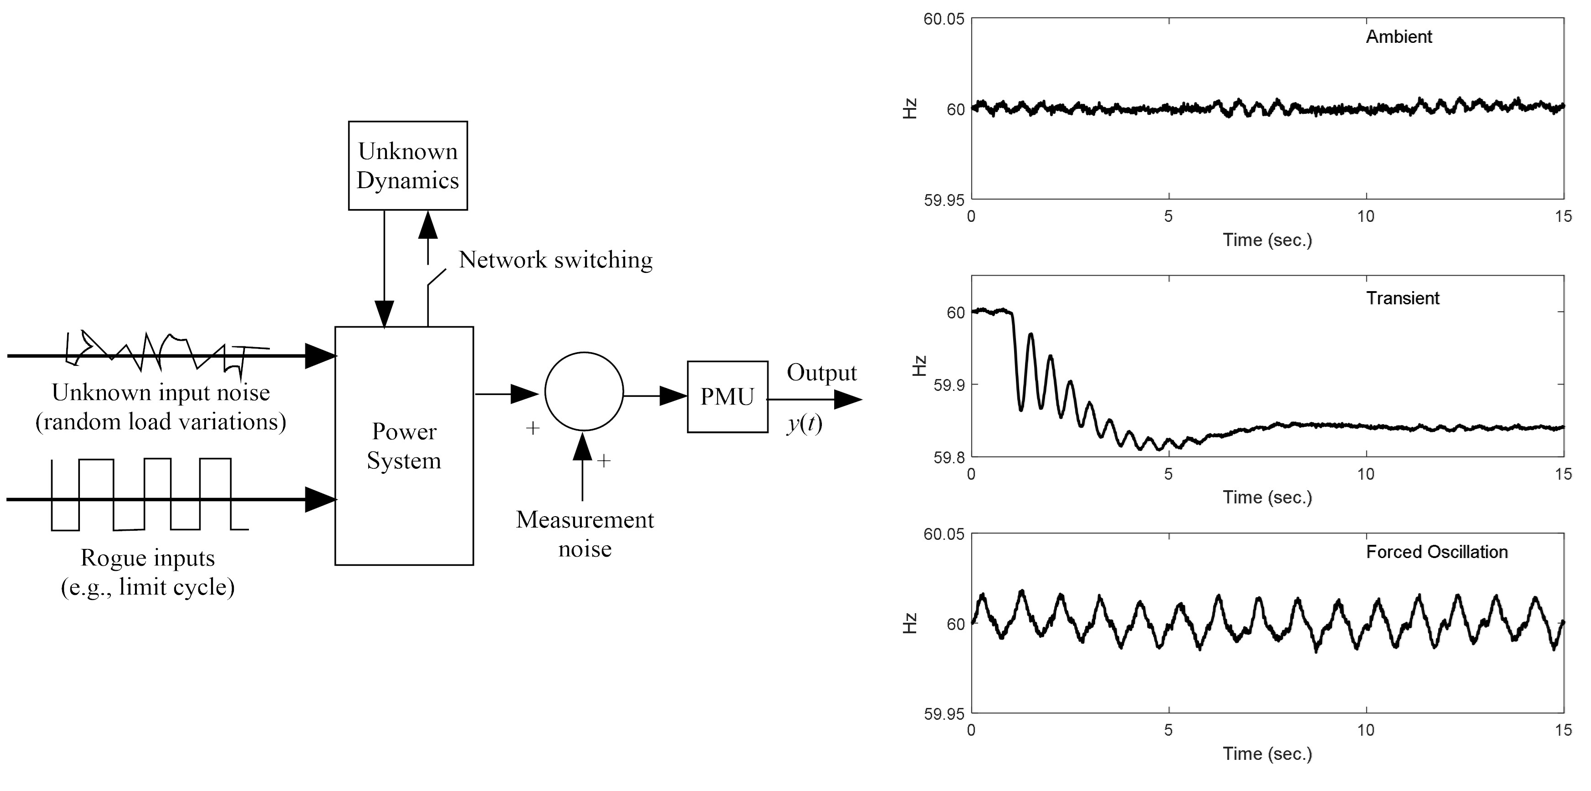 Unknown
Dynamics
Network switching
Unknown input noise
(random load variations)
Rogue inputs
(e.g., limit cycle)
Power
System
+
+
Measurement
noise
PMU
Output
y(t)
60.05
Ambient
Hz
60
59.95
0
5
10
15
Time (sec.)
Transient
60
Hz
59.9
59.8
0
5
10
15
Time (sec.)
60.05
Forced Oscillation
Hz
60
59.95
0
5
10
15
Time (sec.)